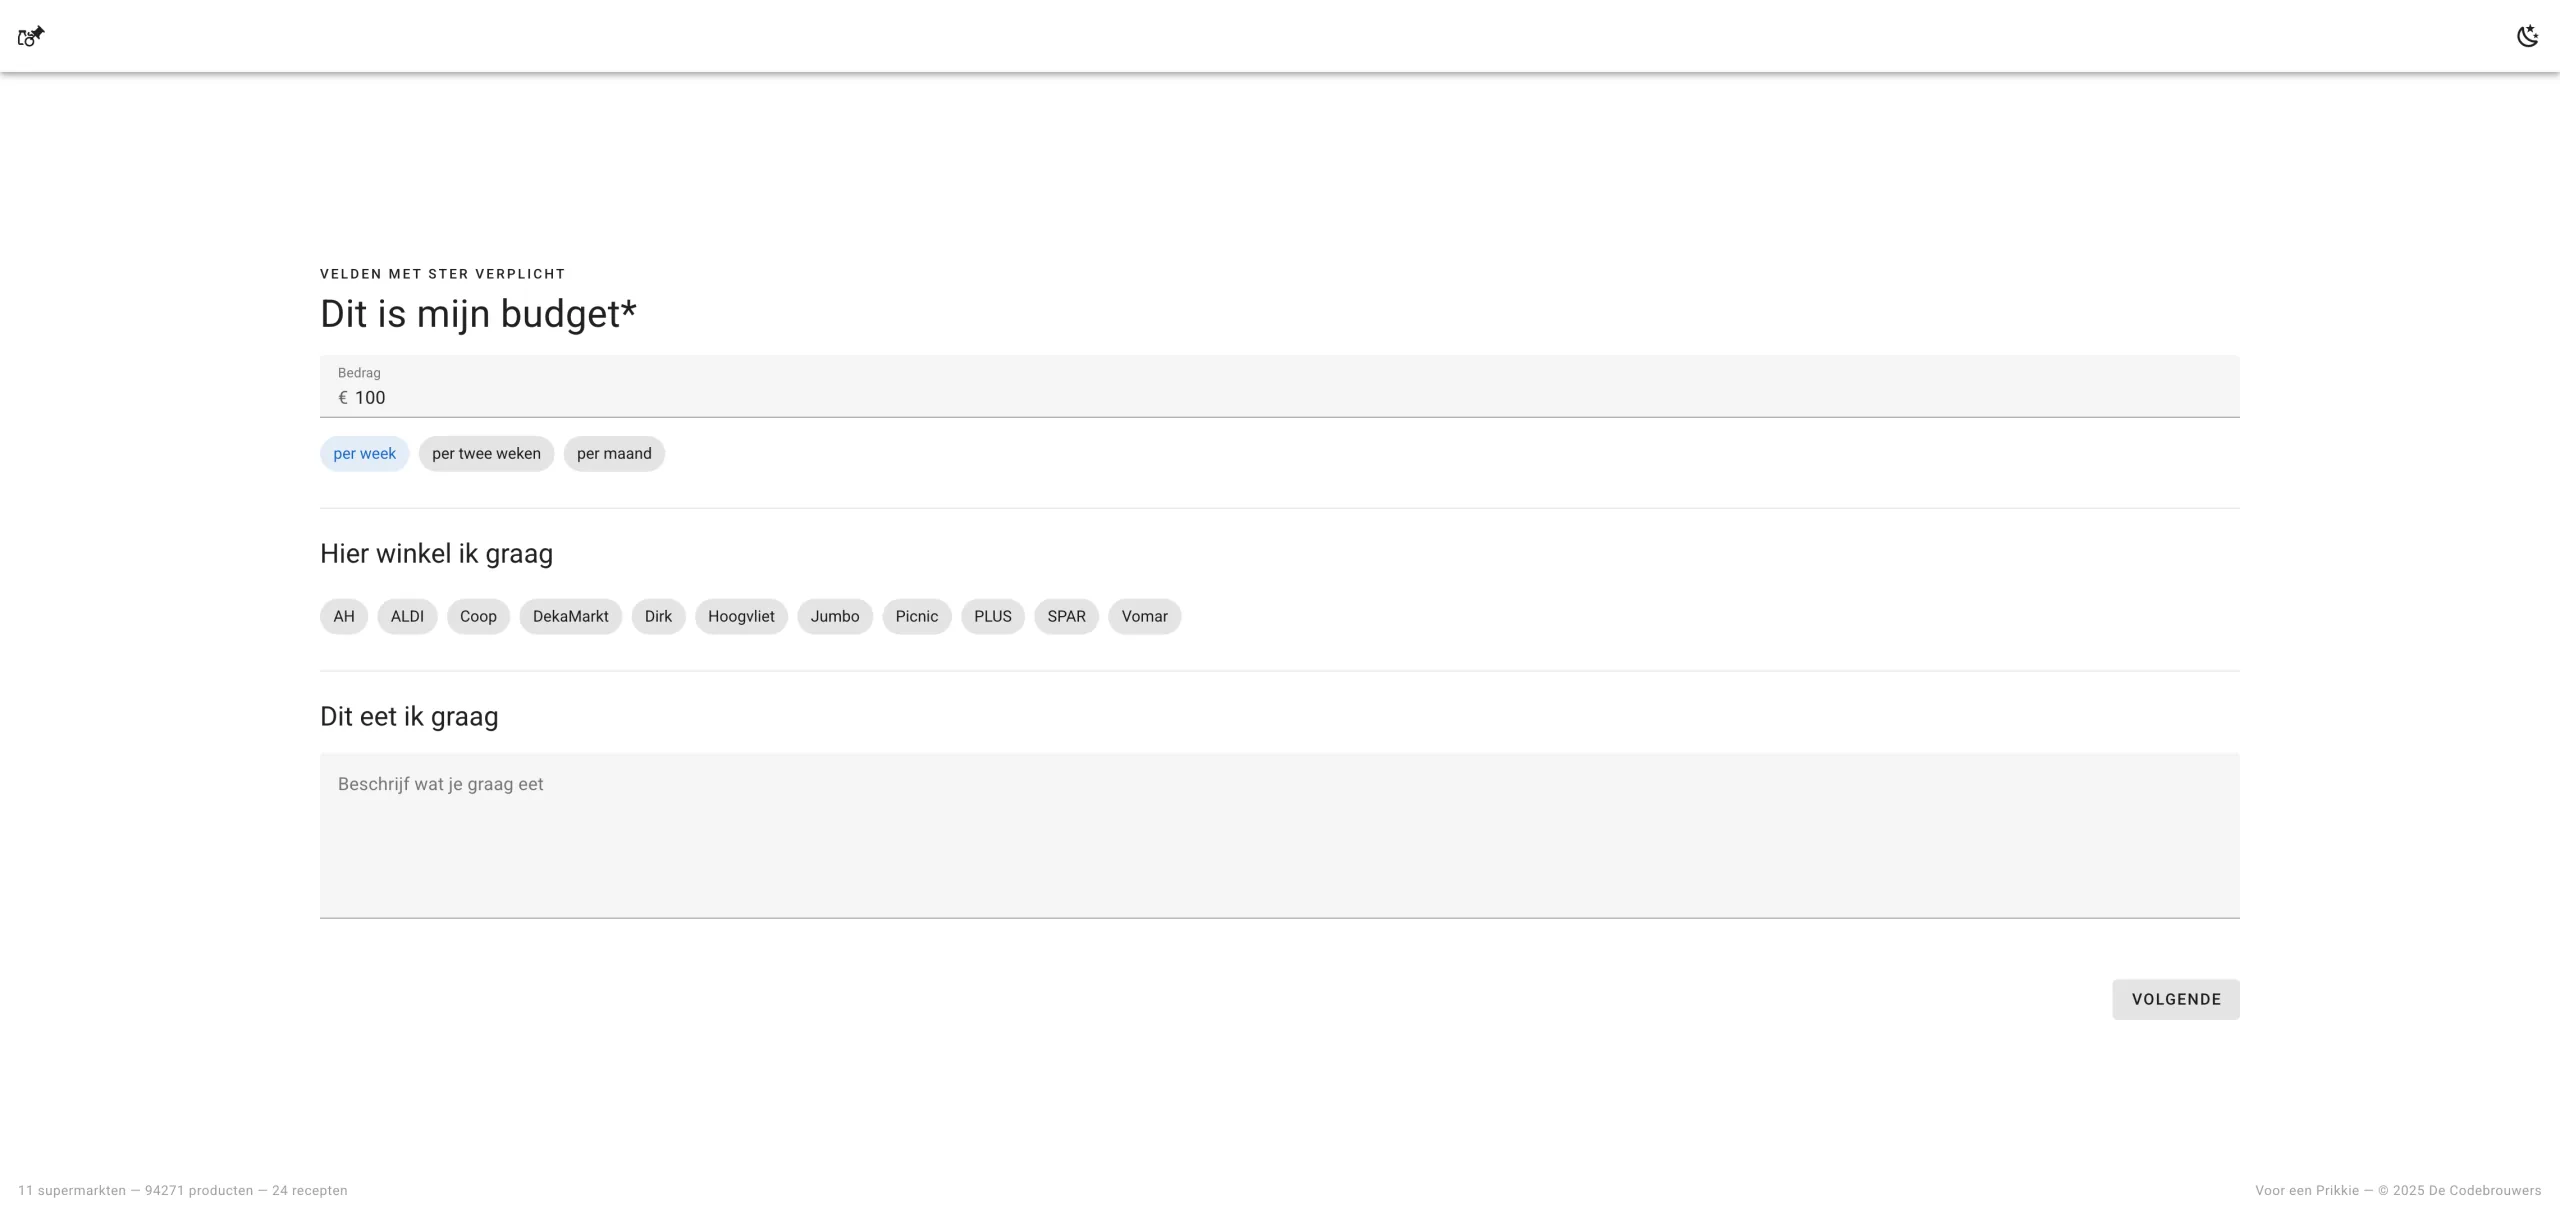 VELDEN MET STER VERPLICHT
Dit is mijn budget*
Bedrag
€ 100
per week per twee weken per maand
Hier winkel ik graag
AH ALDI Coop DekaMarkt Dirk Hoogvliet Jumbo Picnic PLUS SPAR Vomar
Dit eet ik graag
Beschrijf wat je graag eet
VOLGENDE
11 supermarkten — 94271 producten — 24 recepten
Voor een Prikkie — © 2025 De Codebrouwers